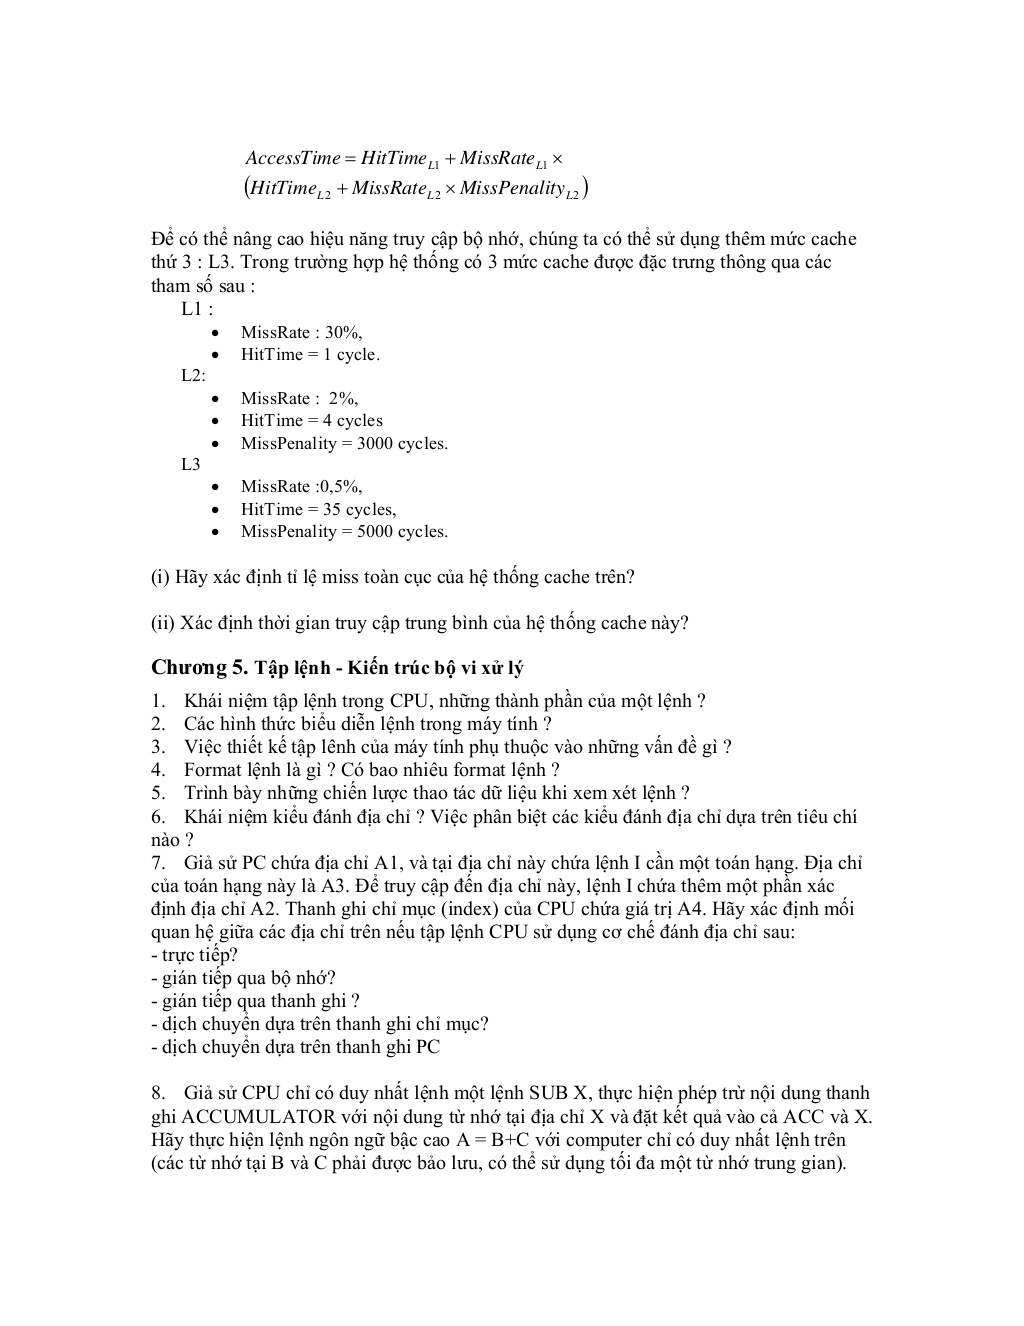 AccessTime = HitTime L1 + MissRate L1 ×
(HitTime L2 + MissRate L2 × MissPenality L2)
Để có thể nâng cao hiệu năng truy cập bộ nhớ, chúng ta có thể sử dụng thêm mức cache
thứ 3 : L3. Trong trường hợp hệ thống có 3 mức cache được đặc trưng thông qua các
tham số sau :
L1 :
• MissRate : 30%,
• HitTime = 1 cycle.
L2:
• MissRate : 2%,
• HitTime = 4 cycles
• MissPenality = 3000 cycles.
L3
• MissRate :0,5%,
• HitTime = 35 cycles,
• MissPenality = 5000 cycles.
(i) Hãy xác định tỉ lệ miss toàn cục của hệ thống cache trên?
(ii) Xác định thời gian truy cập trung bình của hệ thống cache này?
Chương 5. Tập lệnh - Kiến trúc bộ vi xử lý
1. Khái niệm tập lệnh trong CPU, những thành phần của một lệnh ?
2. Các hình thức biểu diễn lệnh trong máy tính ?
3. Việc thiết kế tập lênh của máy tính phụ thuộc vào những vấn đề gì ?
4. Format lệnh là gì ? Có bao nhiêu format lệnh ?
5. Trình bày những chiến lược thao tác dữ liệu khi xem xét lệnh ?
6. Khái niệm kiểu đánh địa chỉ ? Việc phân biệt các kiểu đánh địa chỉ dựa trên tiêu chí
nào ?
7. Giả sử PC chứa địa chỉ A1, và tại địa chỉ này chứa lệnh I cần một toán hạng. Địa chỉ
của toán hạng này là A3. Để truy cập đến địa chỉ này, lệnh I chứa thêm một phần xác
định địa chỉ A2. Thanh ghi chỉ mục (index) của CPU chứa giá trị A4. Hãy xác định mối
quan hệ giữa các địa chỉ trên nếu tập lệnh CPU sử dụng cơ chế đánh địa chỉ sau:
- trực tiếp?
- gián tiếp qua bộ nhớ?
- gián tiếp qua thanh ghi ?
- dịch chuyển dựa trên thanh ghi chỉ mục?
- dịch chuyển dựa trên thanh ghi PC
8. Giả sử CPU chỉ có duy nhất lệnh một lệnh SUB X, thực hiện phép trừ nội dung thanh
ghi ACCUMULATOR với nội dung từ nhớ tại địa chỉ X và đặt kết quả vào cả ACC và X.
Hãy thực hiện lệnh ngôn ngữ bậc cao A = B+C với computer chỉ có duy nhất lệnh trên
(các từ nhớ tại B và C phải được bảo lưu, có thể sử dụng tối đa một từ nhớ trung gian).